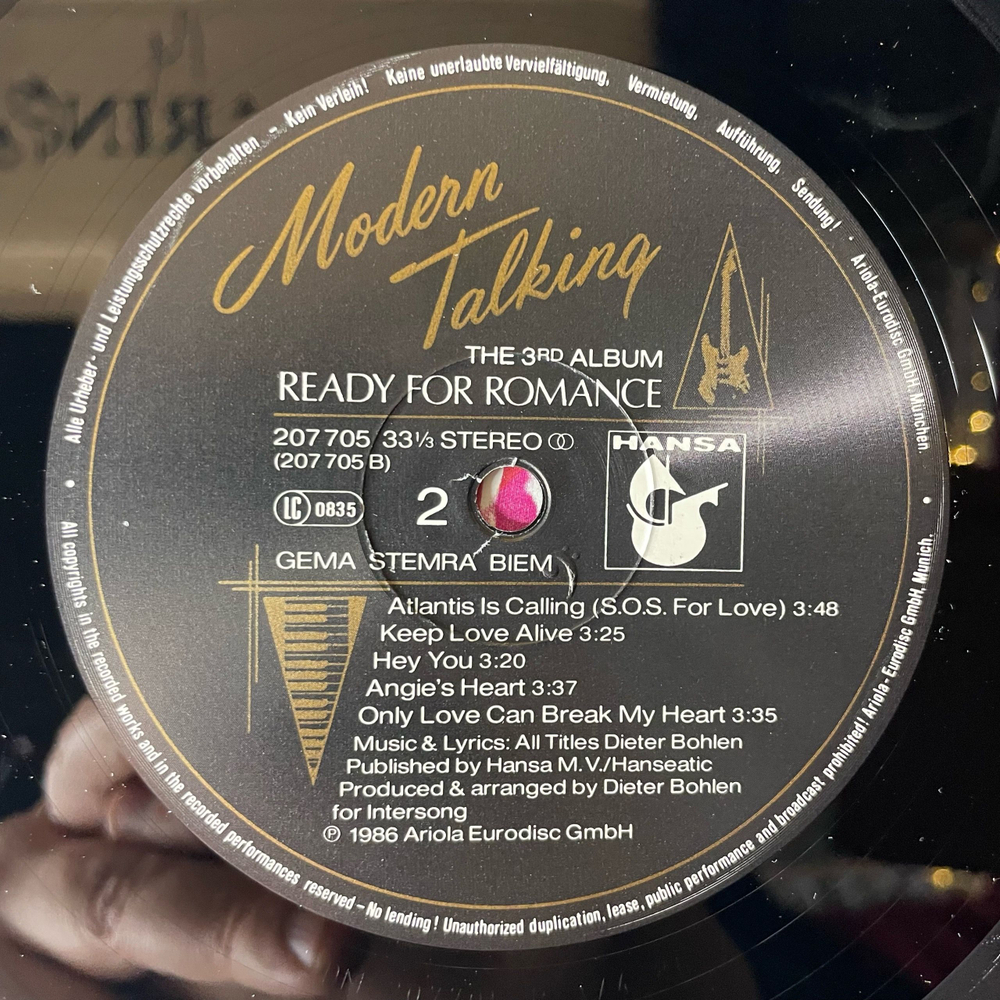 Alle Urheber- und Leistungsschutzrechte vorbehalten – Kein Verleih! Keine unerlaubte Vervielfältigung, Vermietung, Aufführung, Sendung! · Ariola-Eurodisc GmbH, München.
Modern
Talking
THE 3RD ALBUM
READY FOR ROMANCE
207 705 33 1/3 STEREO
(207 705 B)
HANSA
LC 0835
2
GEMA STEMRA BIEM
Atlantis Is Calling (S.O.S. For Love) 3:48
Keep Love Alive 3:25
Hey You 3:20
Angie's Heart 3:37
Only Love Can Break My Heart 3:35
Music & Lyrics: All Titles Dieter Bohlen
Published by Hansa M.V./Hanseatic
Produced & arranged by Dieter Bohlen
for Intersong
℗ 1986 Ariola Eurodisc GmbH
All copyrights in the recorded works and in the recorded performances reserved – No lending! Unauthorized duplication, lease, public performance and broadcast prohibited! Ariola-Eurodisc GmbH, Munich.